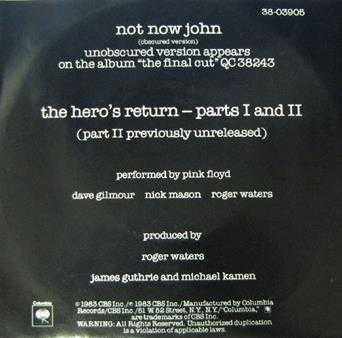 38-03905
not now john
(obscured version)
unobscured version appears
on the album "the final cut" QC 38243
the hero's return – parts I and II
(part II previously unreleased)
performed by pink floyd
dave gilmour nick mason roger waters
produced by
roger waters
james guthrie and michael kamen
Columbia
© 1983 CBS Inc./℗ 1983 CBS Inc./Manufactured by Columbia
Records/CBS Inc./51 W. 52 Street, N.Y., N.Y./"Columbia,"
are trademarks of CBS Inc.
WARNING: All Rights Reserved. Unauthorized duplication
is a violation of applicable laws.